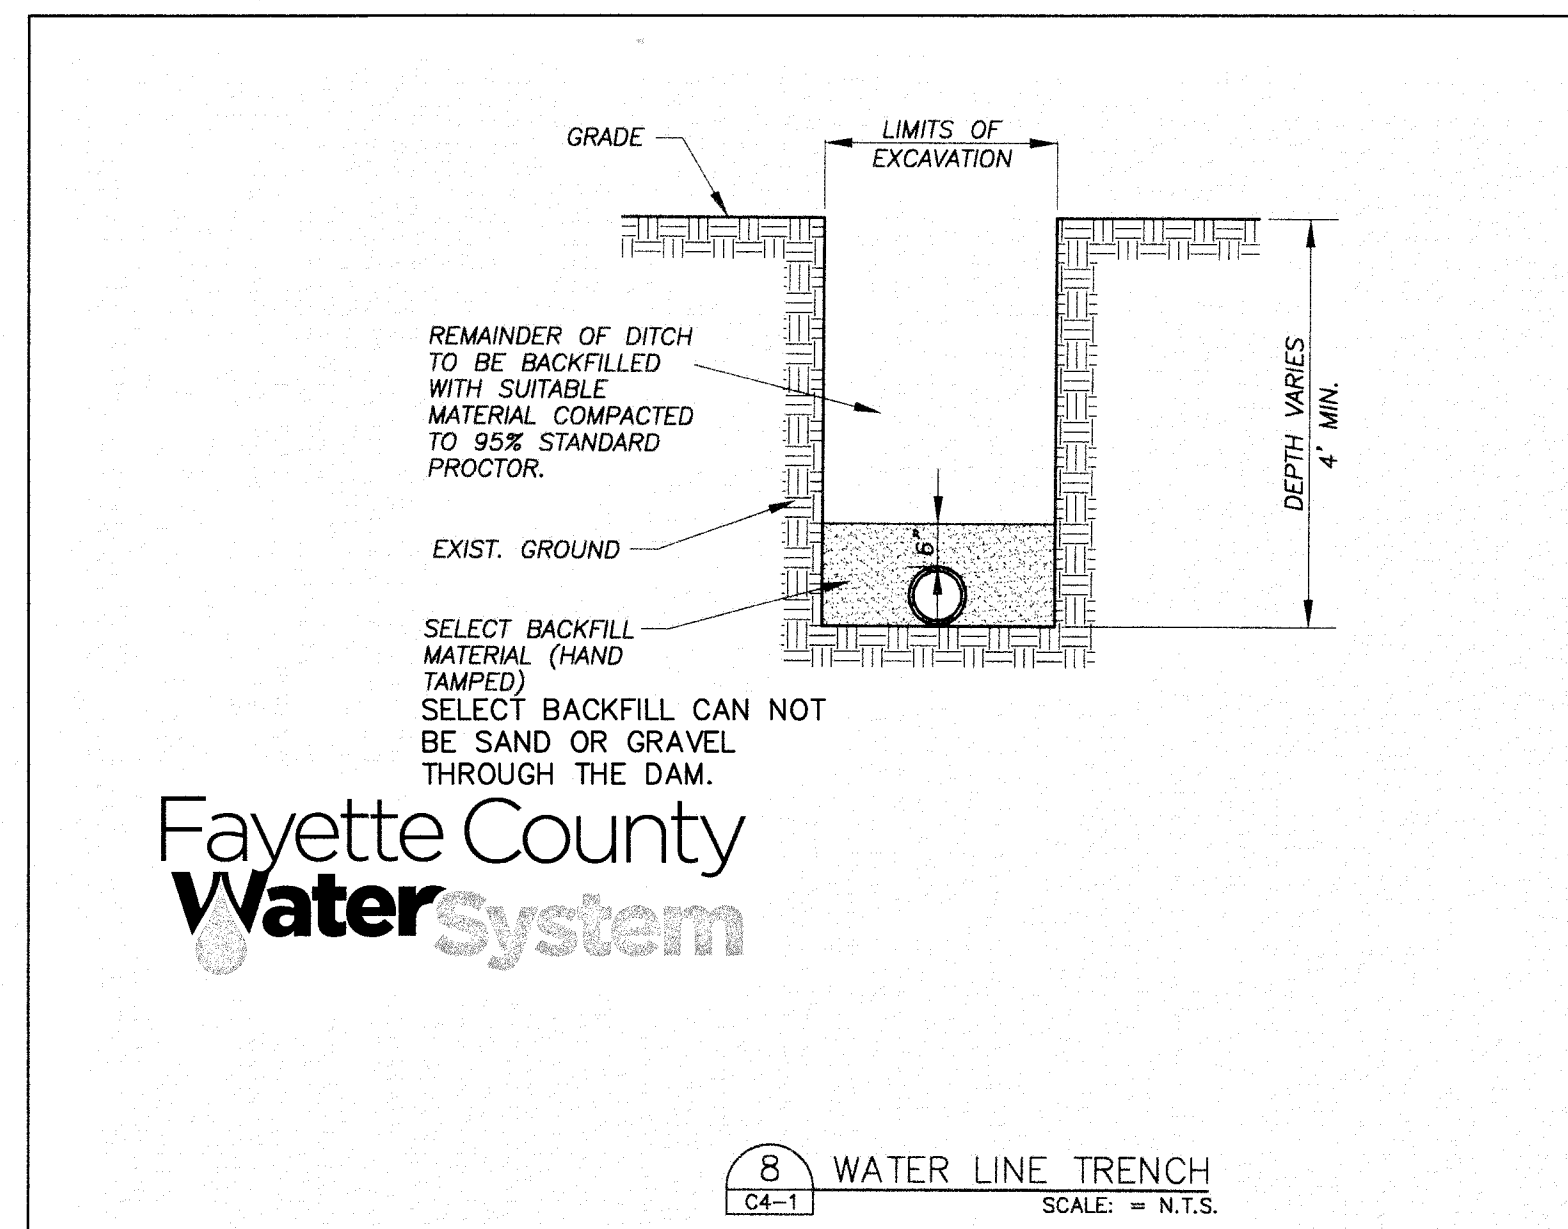 GRADE
LIMITS OF
EXCAVATION
REMAINDER OF DITCH
TO BE BACKFILLED
WITH SUITABLE
MATERIAL COMPACTED
TO 95% STANDARD
PROCTOR.
DEPTH VARIES
4' MIN.
6"
EXIST. GROUND
SELECT BACKFILL
MATERIAL (HAND
TAMPED)
SELECT BACKFILL CAN NOT
BE SAND OR GRAVEL
THROUGH THE DAM.
Fayette County
WaterSystem
8
C4-1
WATER LINE TRENCH
SCALE: = N.T.S.